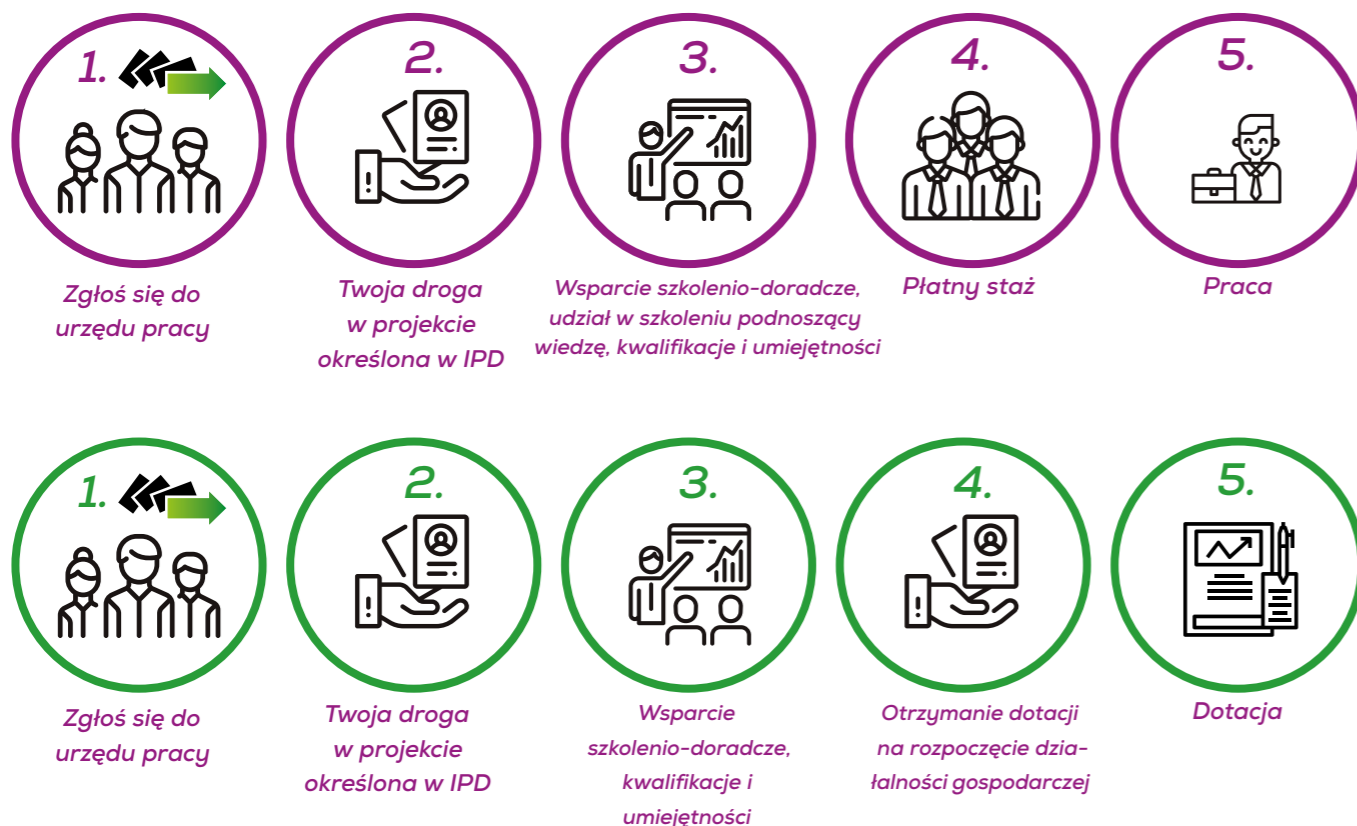 1.
2.
3.
4.
5.
Zgłoś się do
urzędu pracy
Twoja droga
w projekcie
określona w IPD
Wsparcie szkolenio-doradcze,
udział w szkoleniu podnoszący
wiedzę, kwalifikacje i umiejętności
Płatny staż
Praca
1.
2.
3.
4.
5.
Zgłoś się do
urzędu pracy
Twoja droga
w projekcie
określona w IPD
Wsparcie
szkolenio-doradcze,
kwalifikacje i
umiejętności
Otrzymanie dotacji
na rozpoczęcie dzia-
łalności gospodarczej
Dotacja